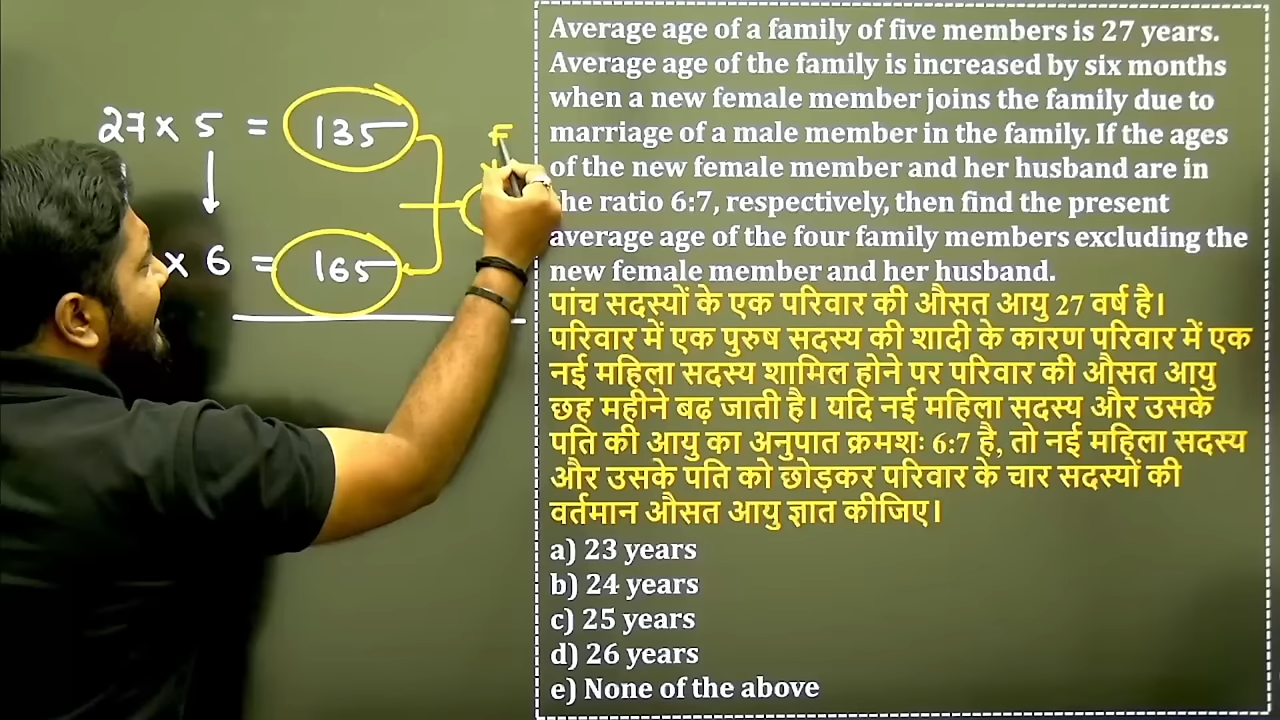 27 x 5 = 135
x 6 = 165
F
Average age of a family of five members is 27 years.
Average age of the family is increased by six months
when a new female member joins the family due to
marriage of a male member in the family. If the ages
of the new female member and her husband are in
the ratio 6:7, respectively, then find the present
average age of the four family members excluding the
new female member and her husband.
पांच सदस्यों के एक परिवार की औसत आयु 27 वर्ष है।
परिवार में एक पुरुष सदस्य की शादी के कारण परिवार में एक
नई महिला सदस्य शामिल होने पर परिवार की औसत आयु
छह महीने बढ़ जाती है। यदि नई महिला सदस्य और उसके
पति की आयु का अनुपात क्रमशः 6:7 है, तो नई महिला सदस्य
और उसके पति को छोड़कर परिवार के चार सदस्यों की
वर्तमान औसत आयु ज्ञात कीजिए।
a) 23 years
b) 24 years
c) 25 years
d) 26 years
e) None of the above